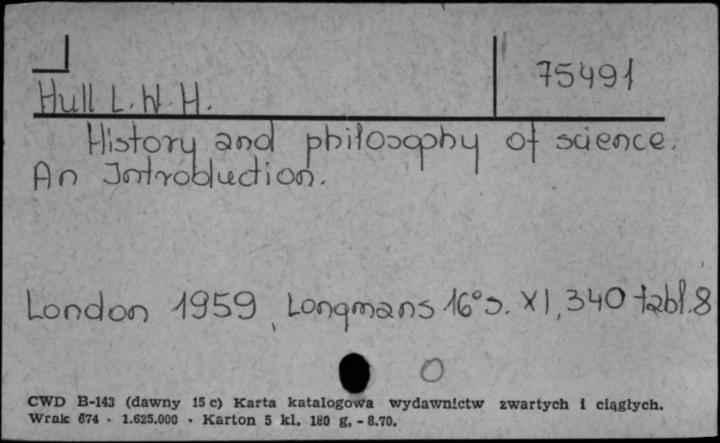 75491
Hull L. W. H.
History and philosophy of science.
An Introduction.
London 1959, Longmans 16° s. XI, 340 tabl. 8
CWD B-143 (dawny 15 c) Karta katalogowa wydawnictw zwartych i ciągłych.
Wrak 674 - 1.625.000 • Karton 5 kl. 180 g. - 8.70.